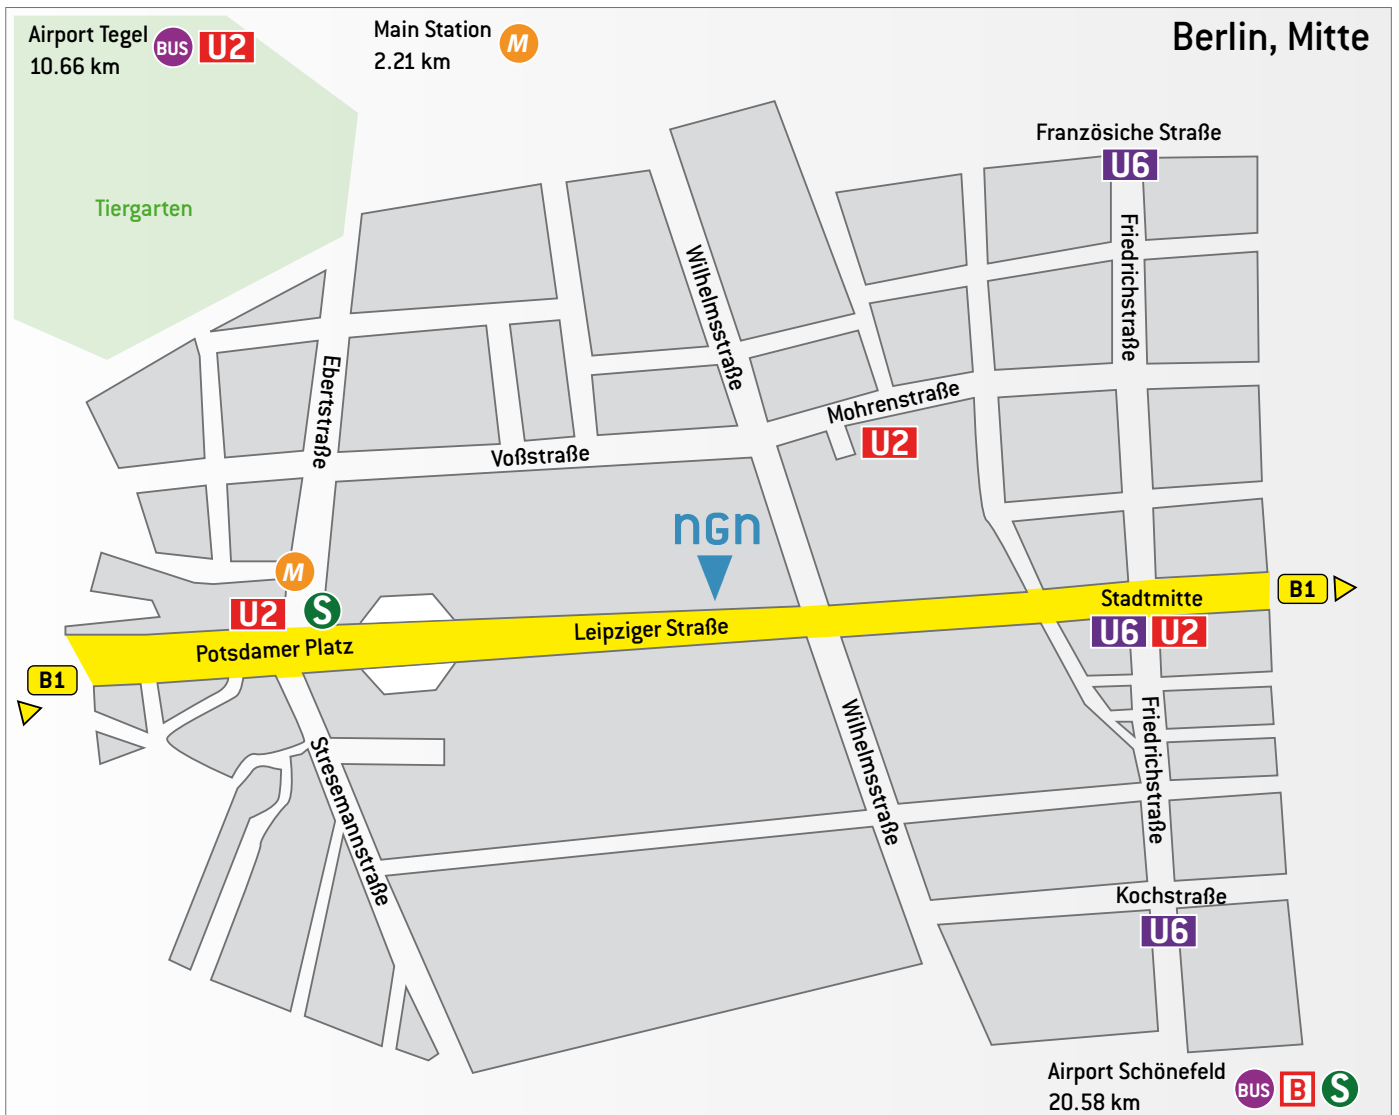 Airport Tegel BUS U2
10.66 km
Main Station M
2.21 km
Berlin, Mitte
Französiche Straße
U6
Tiergarten
Friedrichstraße
Wilhelmsstraße
Ebertstraße
Mohrenstraße
U2
Voßstraße
nGn
M
U2 S
B1
Stadtmitte
Leipziger Straße
U6 U2
Potsdamer Platz
B1
Friedrichstraße
Wilhelmsstraße
Stresemannstraße
Kochstraße
U6
Airport Schönefeld BUS B S
20.58 km